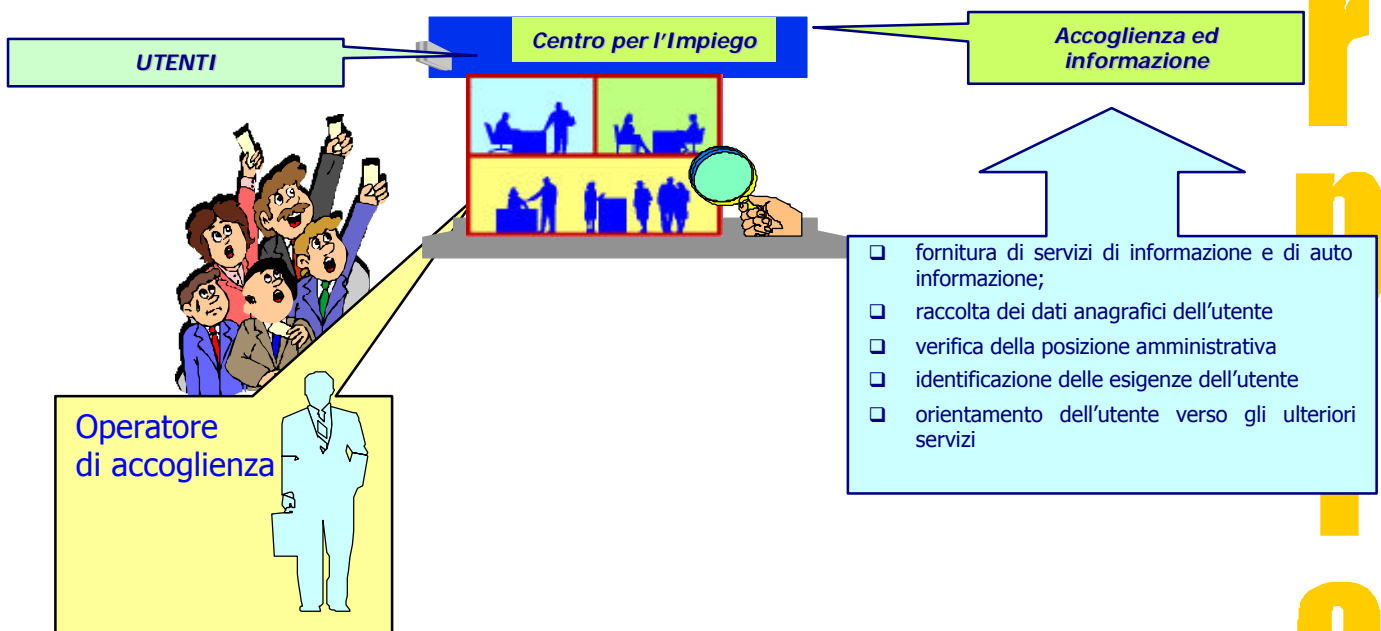 UTENTI
Centro per l'Impiego
Accoglienza ed
informazione
❑ fornitura di servizi di informazione e di auto
informazione;
❑ raccolta dei dati anagrafici dell'utente
❑ verifica della posizione amministrativa
❑ identificazione delle esigenze dell'utente
❑ orientamento dell'utente verso gli ulteriori
servizi
Operatore
di accoglienza